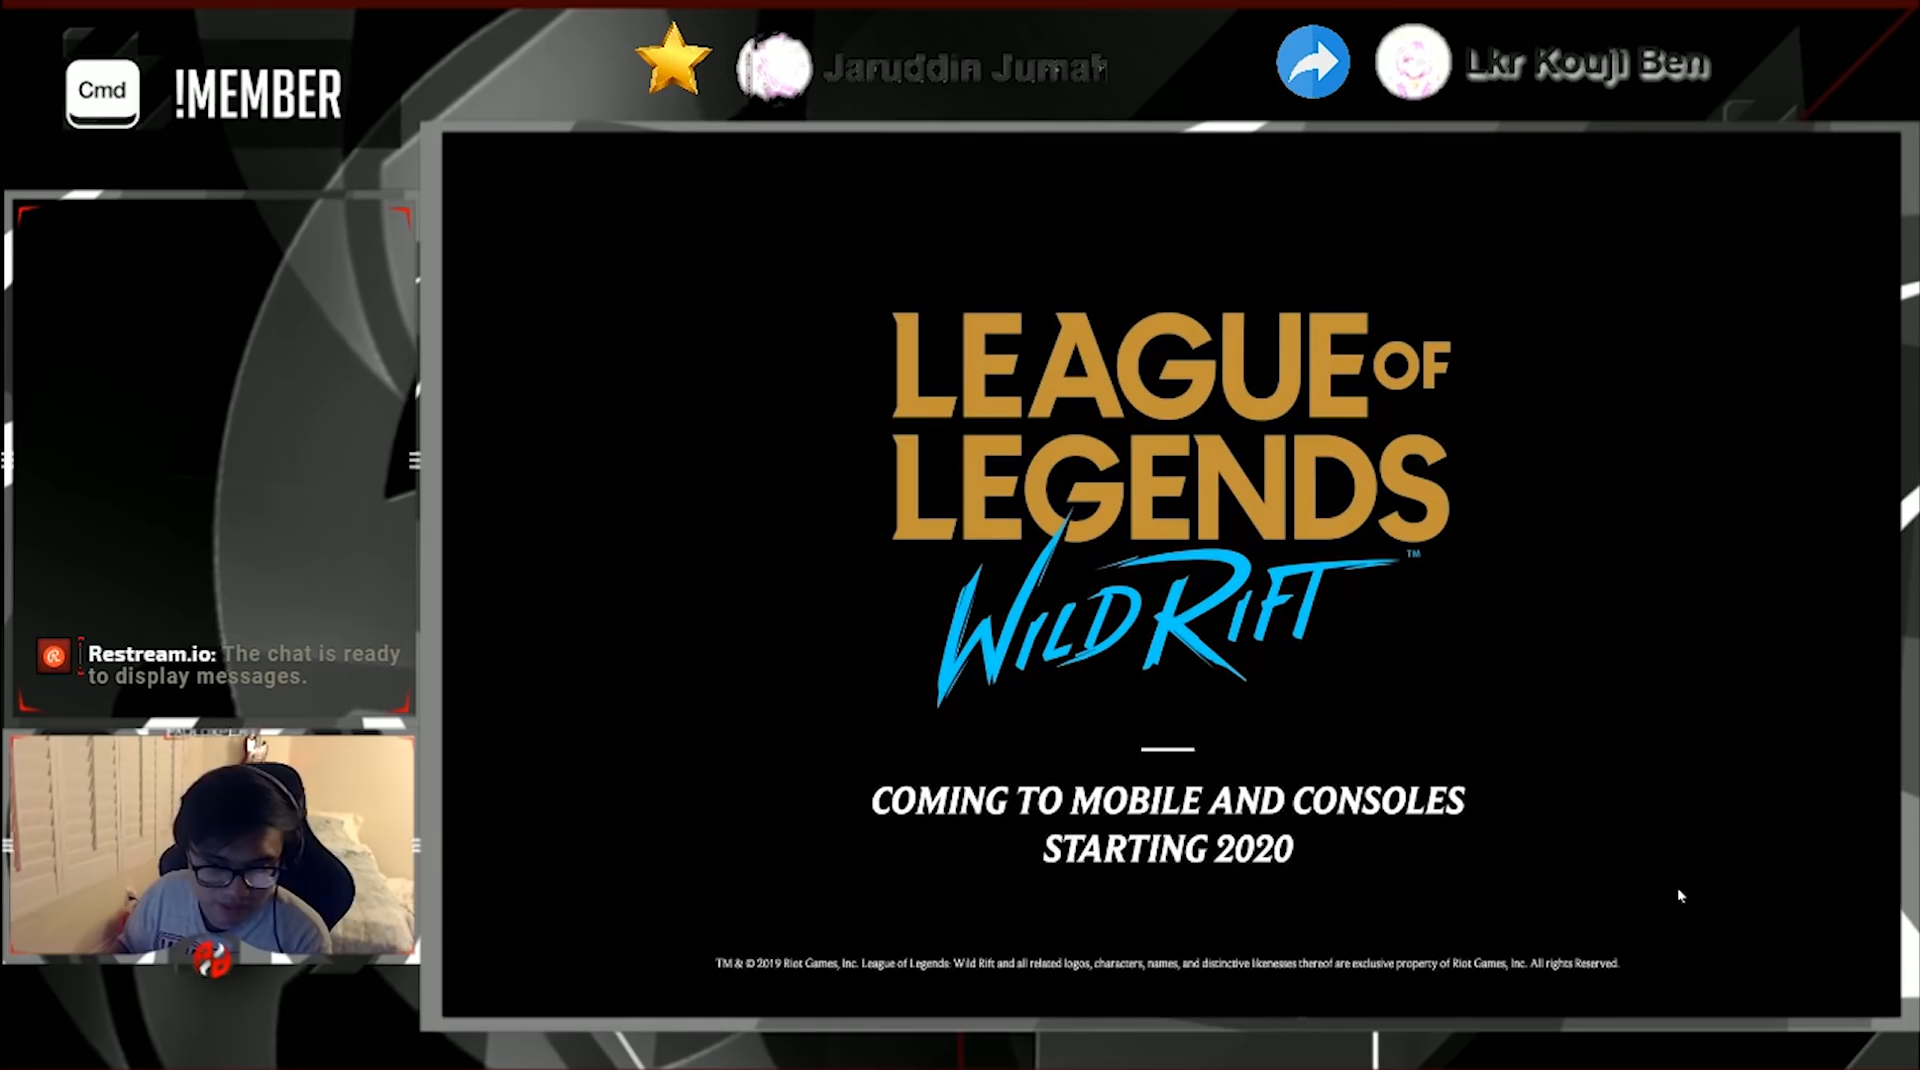 Cmd
!MEMBER
Jaruddin Jumah
Lkr Kouji Ben
LEAGUE OF
LEGENDS
WILD RIFT™
COMING TO MOBILE AND CONSOLES
STARTING 2020
TM & © 2019 Riot Games, Inc. League of Legends: Wild Rift and all related logos, characters, names, and distinctive likenesses thereof are exclusive property of Riot Games, Inc. All rights Reserved.
Restream.io: The chat is ready
to display messages.